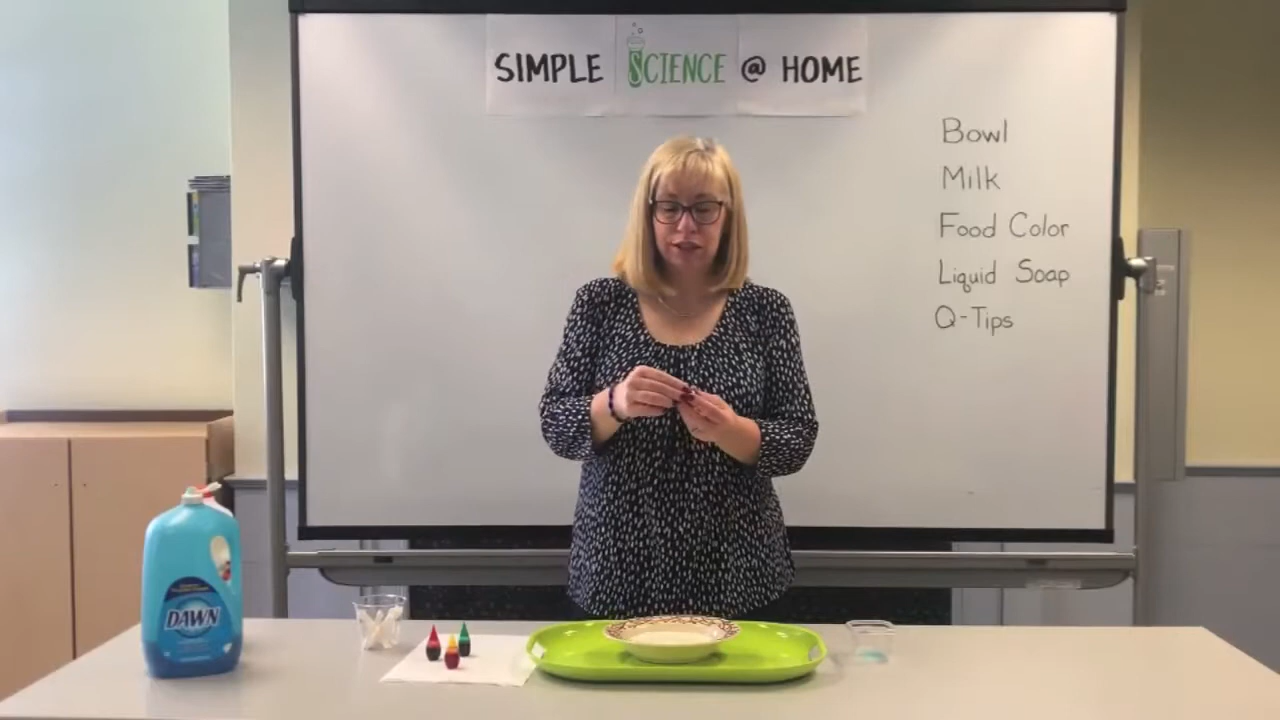 SIMPLE SCIENCE @ HOME
Bowl
Milk
Food Color
Liquid Soap
Q-Tips
DAWN